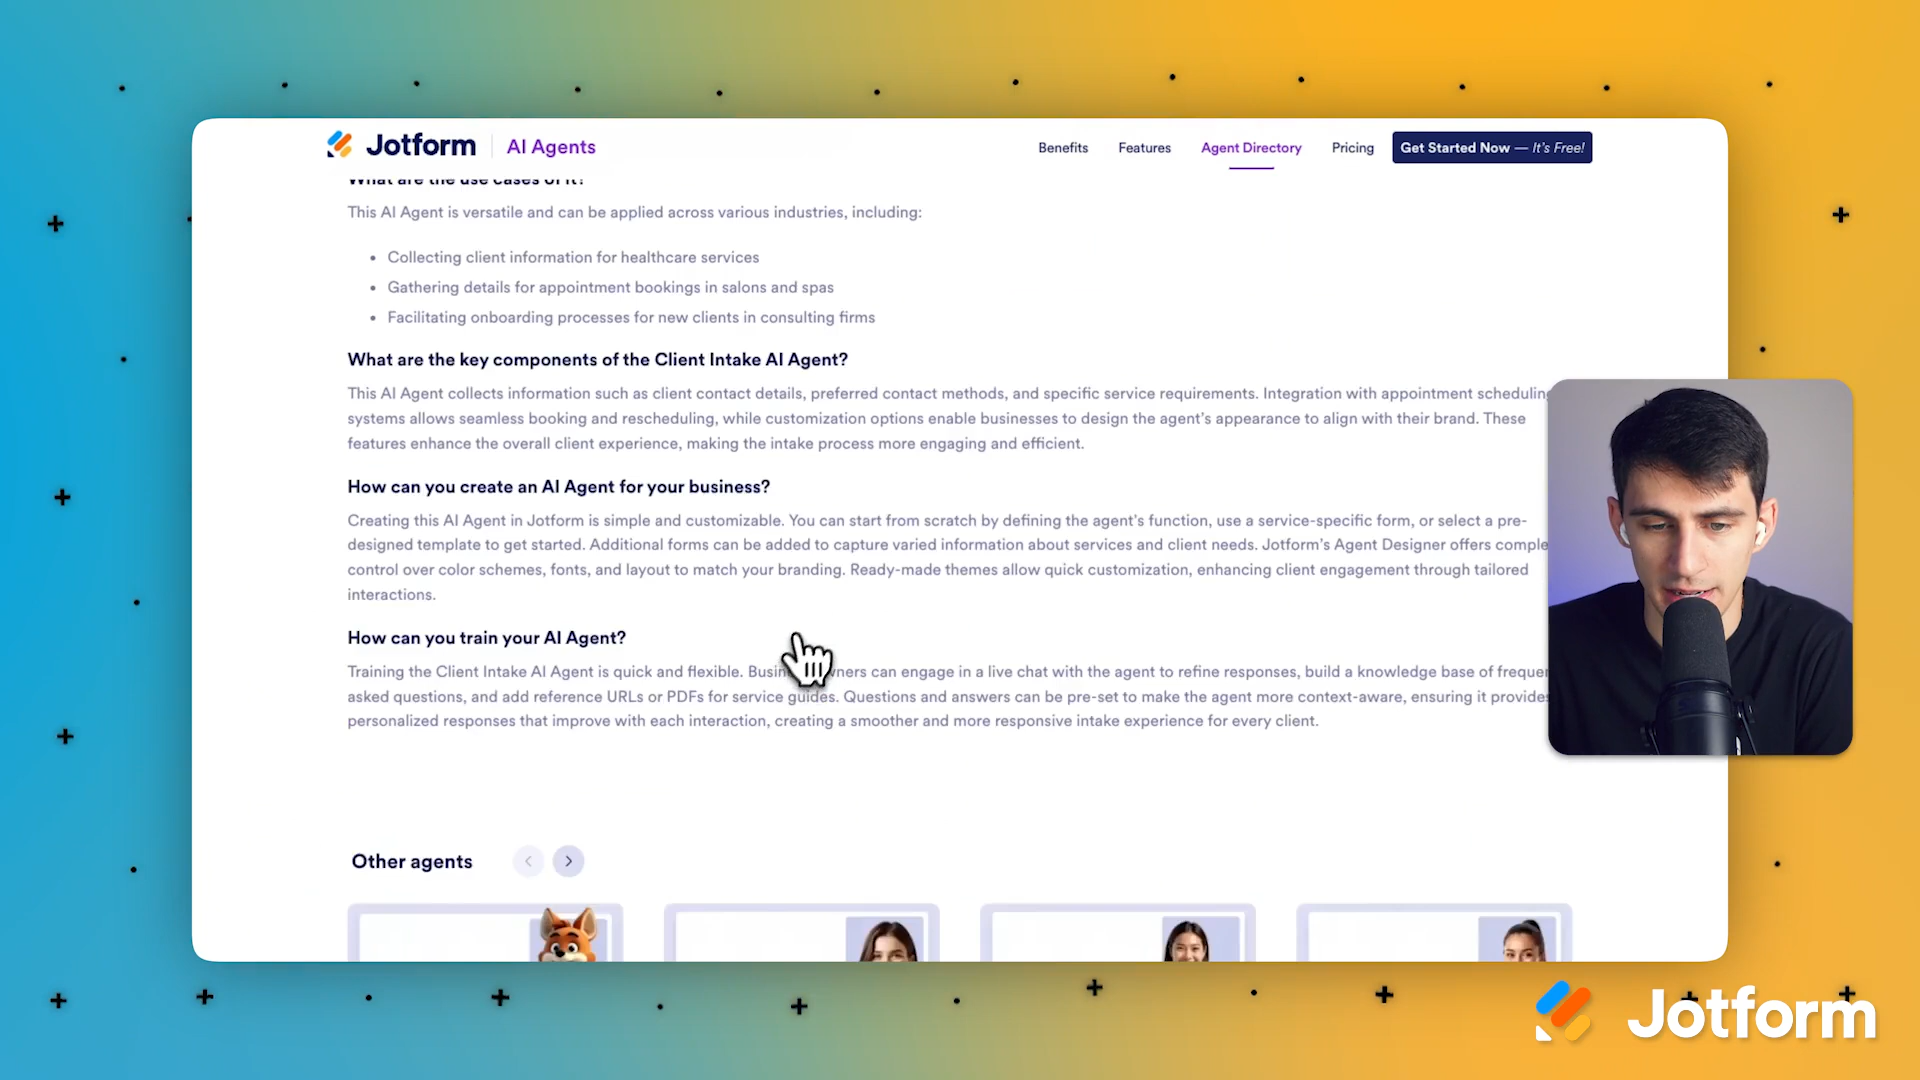 Jotform AI Agents Benefits Features Agent Directory Pricing Get Started Now — It's Free!
What are the use cases of it?
This AI Agent is versatile and can be applied across various industries, including:
• Collecting client information for healthcare services
• Gathering details for appointment bookings in salons and spas
• Facilitating onboarding processes for new clients in consulting firms
What are the key components of the Client Intake AI Agent?
This AI Agent collects information such as client contact details, preferred contact methods, and specific service requirements. Integration with appointment scheduling
systems allows seamless booking and rescheduling, while customization options enable businesses to design the agent's appearance to align with their brand. These
features enhance the overall client experience, making the intake process more engaging and efficient.
How can you create an AI Agent for your business?
Creating this AI Agent in Jotform is simple and customizable. You can start from scratch by defining the agent's function, use a service-specific form, or select a pre-
designed template to get started. Additional forms can be added to capture varied information about services and client needs. Jotform's Agent Designer offers comple
control over color schemes, fonts, and layout to match your branding. Ready-made themes allow quick customization, enhancing client engagement through tailored
interactions.
How can you train your AI Agent?
Training the Client Intake AI Agent is quick and flexible. Busin wners can engage in a live chat with the agent to refine responses, build a knowledge base of frequen
asked questions, and add reference URLs or PDFs for service guides. Questions and answers can be pre-set to make the agent more context-aware, ensuring it provides
personalized responses that improve with each interaction, creating a smoother and more responsive intake experience for every client.
Other agents
Jotform